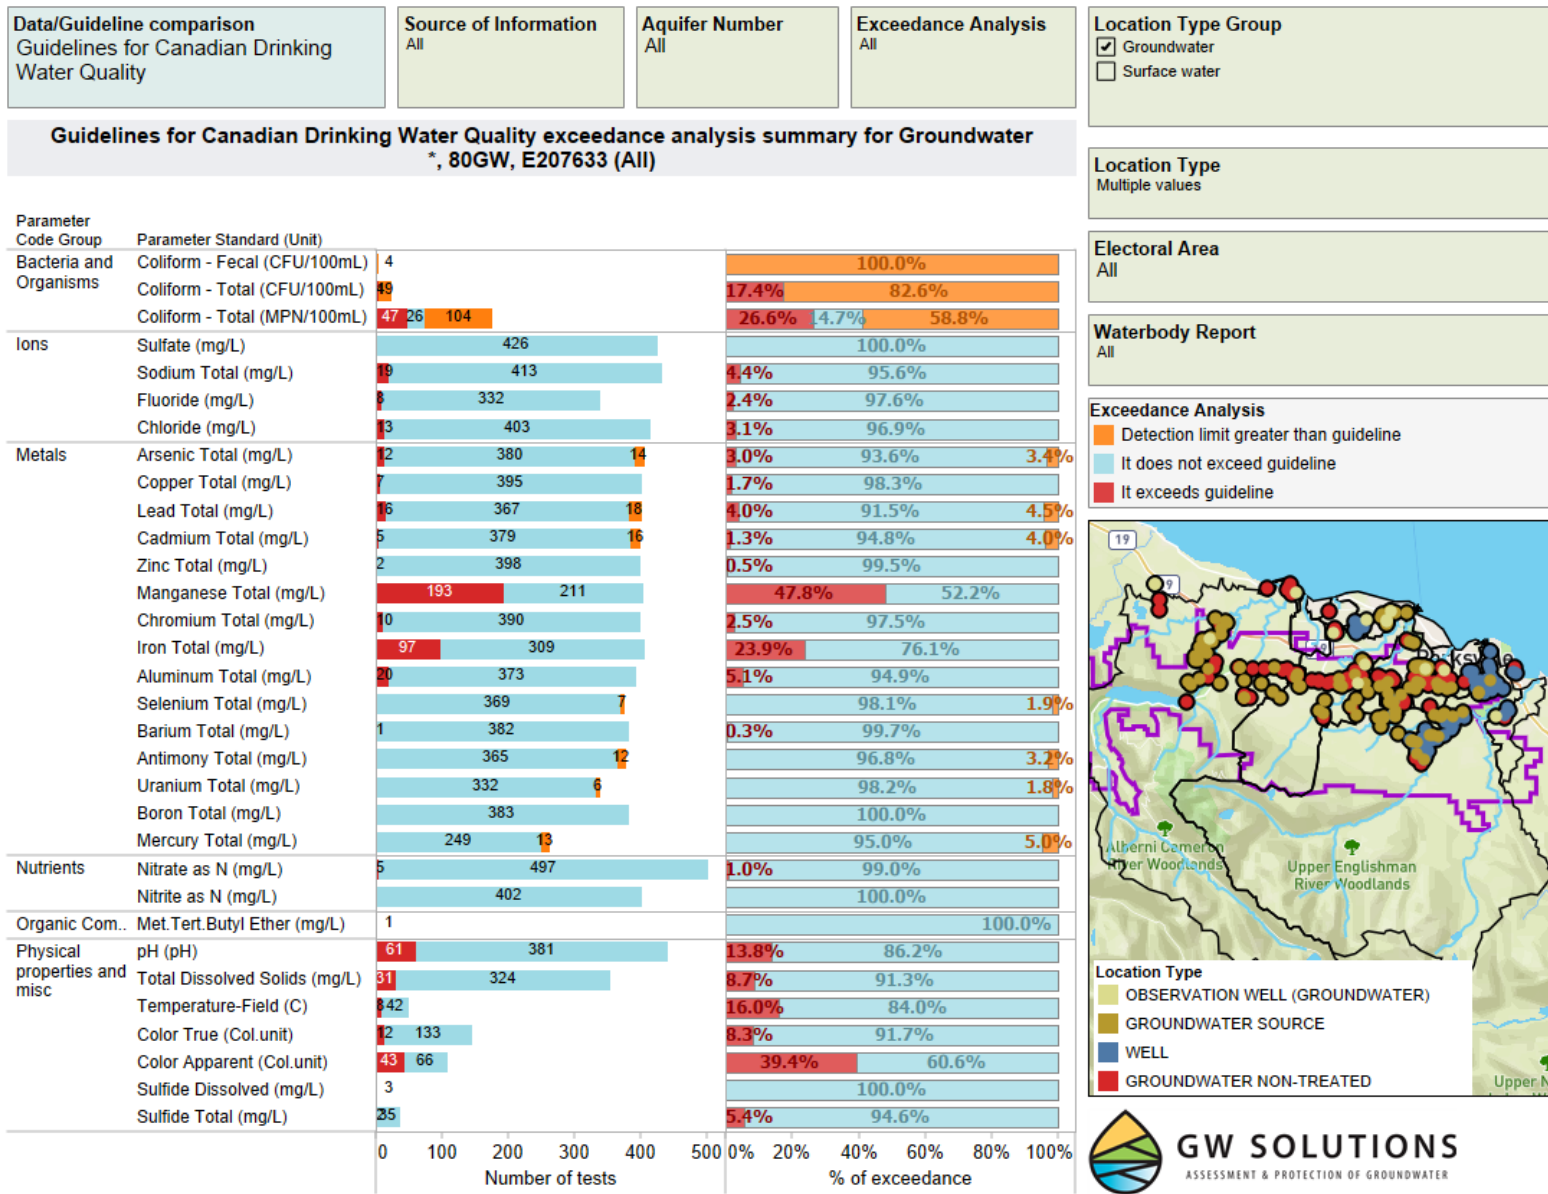 Data/Guideline comparison
Guidelines for Canadian Drinking
Water Quality
Source of Information
All
Aquifer Number
All
Exceedance Analysis
All
Location Type Group
Groundwater
Surface water
Guidelines for Canadian Drinking Water Quality exceedance analysis summary for Groundwater
*, 80GW, E207633 (All)
Location Type
Multiple values
Electoral Area
All
Waterbody Report
All
Parameter
Code Group
Parameter Standard (Unit)
Bacteria and
Organisms
Coliform - Fecal (CFU/100mL) 4 100.0%
Coliform - Total (CFU/100mL) 17.4% 82.6%
Coliform - Total (MPN/100mL) 47 26 104 26.6% 14.7% 58.8%
Ions
Sulfate (mg/L) 426 100.0%
Sodium Total (mg/L) 19 413 4.4% 95.6%
Fluoride (mg/L) 8 332 2.4% 97.6%
Chloride (mg/L) 13 403 3.1% 96.9%
Metals
Arsenic Total (mg/L) 12 380 14 3.0% 93.6% 3.4%
Copper Total (mg/L) 7 395 1.7% 98.3%
Lead Total (mg/L) 16 367 18 4.0% 91.5% 4.5%
Cadmium Total (mg/L) 5 379 16 1.3% 94.8% 4.0%
Zinc Total (mg/L) 2 398 0.5% 99.5%
Manganese Total (mg/L) 193 211 47.8% 52.2%
Chromium Total (mg/L) 10 390 2.5% 97.5%
Iron Total (mg/L) 97 309 23.9% 76.1%
Aluminum Total (mg/L) 20 373 5.1% 94.9%
Selenium Total (mg/L) 369 7 98.1% 1.9%
Barium Total (mg/L) 1 382 0.3% 99.7%
Antimony Total (mg/L) 365 12 96.8% 3.2%
Uranium Total (mg/L) 332 6 98.2% 1.8%
Boron Total (mg/L) 383 100.0%
Mercury Total (mg/L) 249 13 95.0% 5.0%
Nutrients
Nitrate as N (mg/L) 5 497 1.0% 99.0%
Nitrite as N (mg/L) 402 100.0%
Organic Com..
Met.Tert.Butyl Ether (mg/L) 1 100.0%
Physical
properties and
misc
pH (pH) 61 381 13.8% 86.2%
Total Dissolved Solids (mg/L) 31 324 8.7% 91.3%
Temperature-Field (C) 8 42 16.0% 84.0%
Color True (Col.unit) 12 133 8.3% 91.7%
Color Apparent (Col.unit) 43 66 39.4% 60.6%
Sulfide Dissolved (mg/L) 3 100.0%
Sulfide Total (mg/L) 2 35 5.4% 94.6%
0 100 200 300 400 500
Number of tests
0% 20% 40% 60% 80% 100%
% of exceedance
Exceedance Analysis
Detection limit greater than guideline
It does not exceed guideline
It exceeds guideline
19
Alberni Cameron
River Woodlands
Upper Englishman
River Woodlands
Location Type
OBSERVATION WELL (GROUNDWATER)
GROUNDWATER SOURCE
WELL
GROUNDWATER NON-TREATED
Upper
GW SOLUTIONS
ASSESSMENT & PROTECTION OF GROUNDWATER